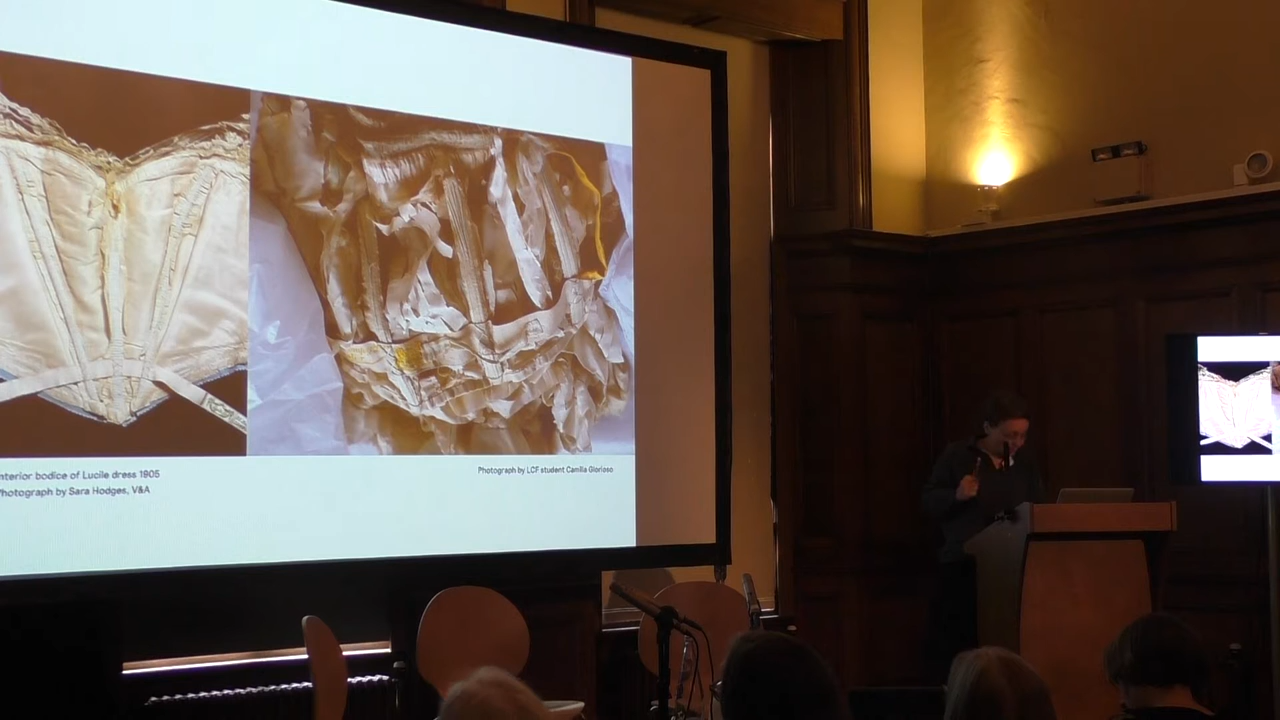 nterior bodice of Lucile dress 1905
Photograph by Sara Hodges, V&A
Photograph by LCF student Camilla Glorioso